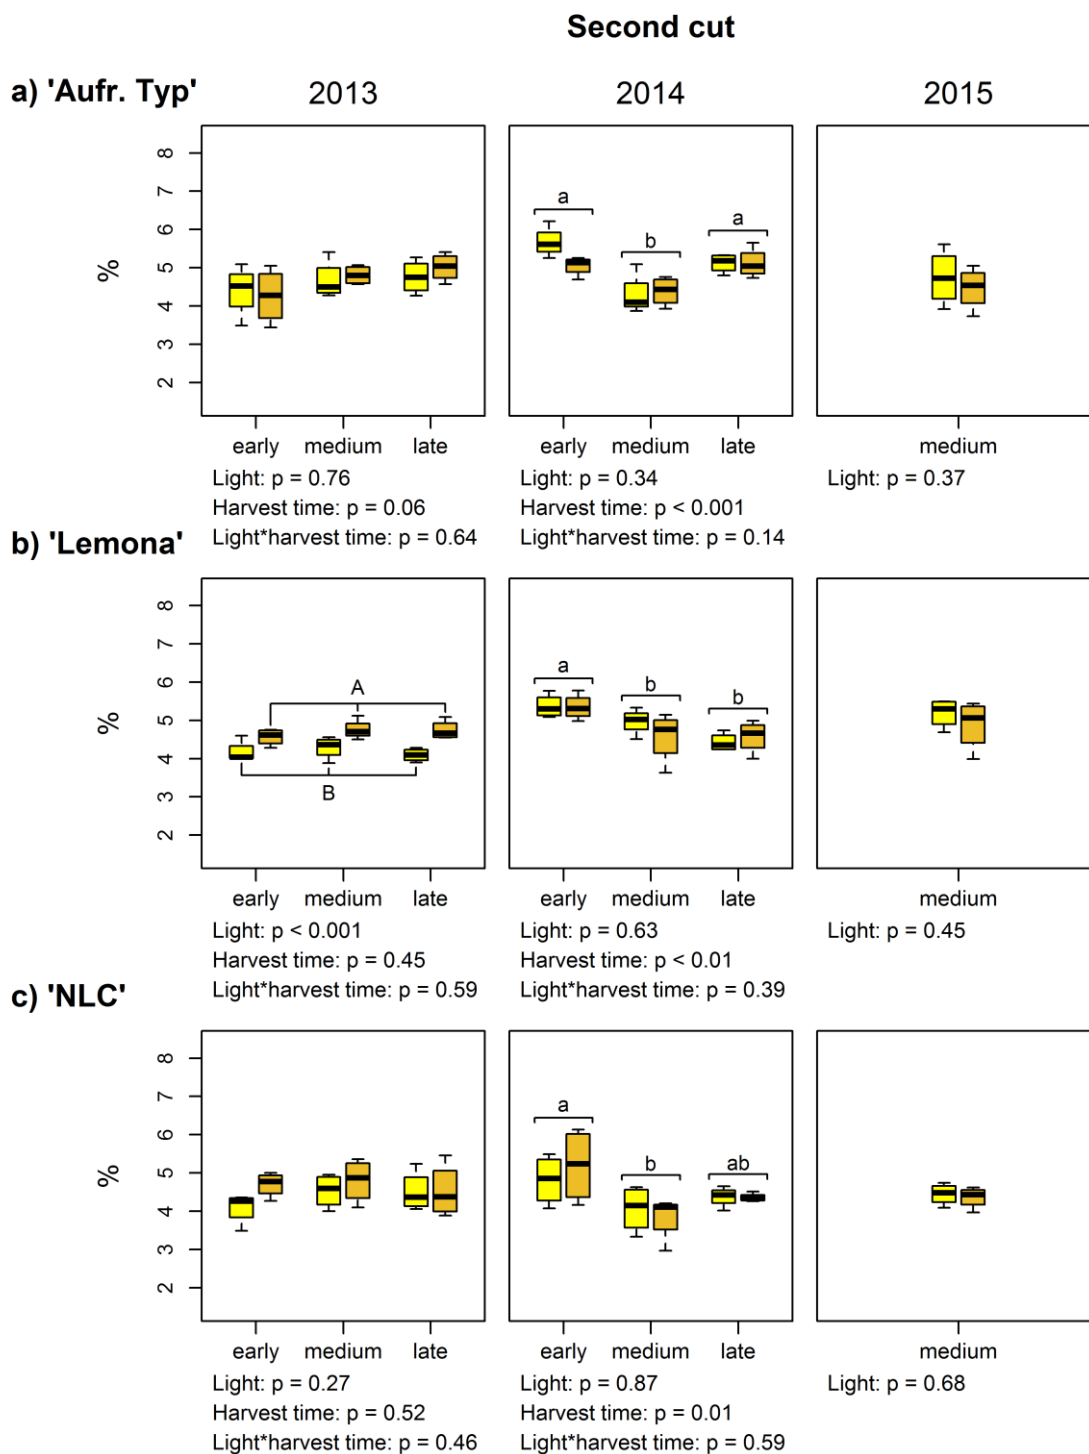 Second cut
a) 'Aufr. Typ' 2013 2014 2015
%
8
7
6
5
4
3
2
a
b
a
early medium late
early medium late
medium
Light: p = 0.76
Harvest time: p = 0.06
Light*harvest time: p = 0.64
Light: p = 0.34
Harvest time: p < 0.001
Light*harvest time: p = 0.14
Light: p = 0.37
b) 'Lemona'
%
8
7
6
5
4
3
2
A
B
a
b
b
early medium late
early medium late
medium
Light: p < 0.001
Harvest time: p = 0.45
Light*harvest time: p = 0.59
Light: p = 0.63
Harvest time: p < 0.01
Light*harvest time: p = 0.39
Light: p = 0.45
c) 'NLC'
%
8
7
6
5
4
3
2
a
b
ab
early medium late
early medium late
medium
Light: p = 0.27
Harvest time: p = 0.52
Light*harvest time: p = 0.46
Light: p = 0.87
Harvest time: p = 0.01
Light*harvest time: p = 0.59
Light: p = 0.68